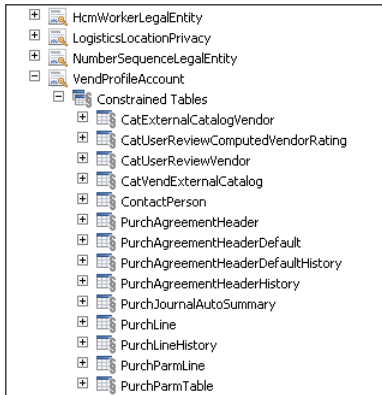 HcmWorkerLegalEntity
LogisticsLocationPrivacy
NumberSequenceLegalEntity
VendProfileAccount
Constrained Tables
CatExternalCatalogVendor
CatUserReviewComputedVendorRating
CatUserReviewVendor
CatVendExternalCatalog
ContactPerson
PurchAgreementHeader
PurchAgreementHeaderDefault
PurchAgreementHeaderDefaultHistory
PurchAgreementHeaderHistory
PurchJournalAutoSummary
PurchLine
PurchLineHistory
PurchParmLine
PurchParmTable